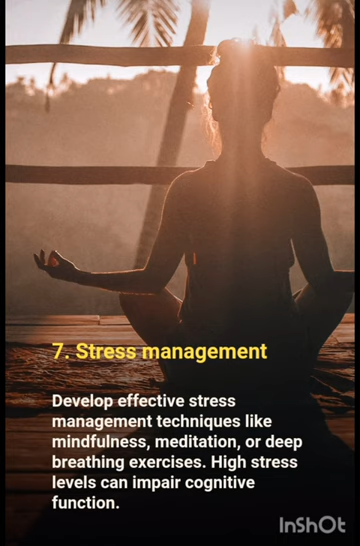 7. Stress management
Develop effective stress
management techniques like
mindfulness, meditation, or deep
breathing exercises. High stress
levels can impair cognitive
function.
InShOt